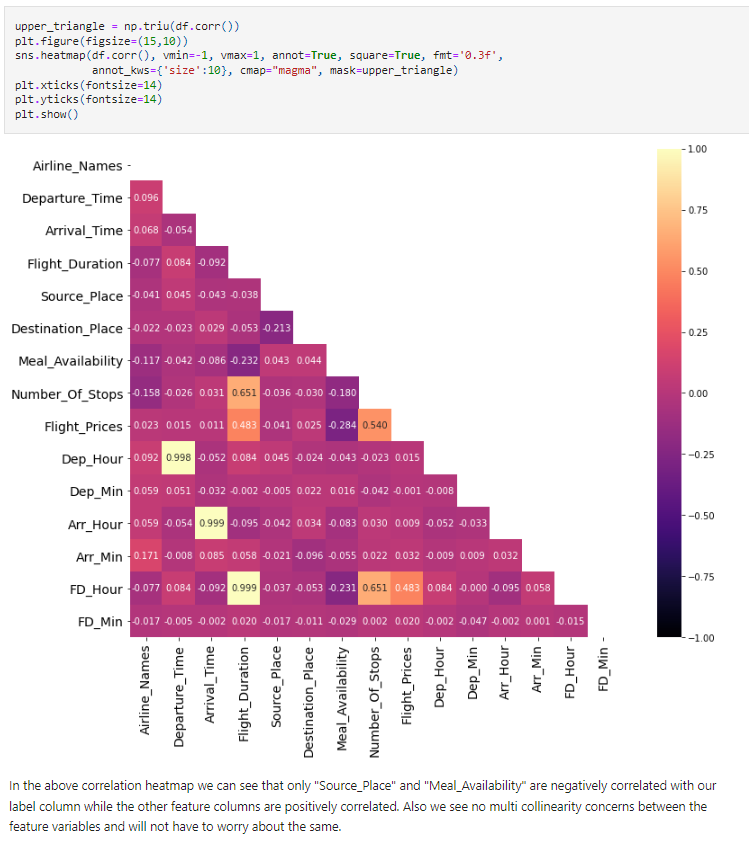 upper_triangle = np.triu(df.corr())
plt.figure(figsize=(15,10))
sns.heatmap(df.corr(), vmin=-1, vmax=1, annot=True, square=True, fmt='0.3f',
            annot_kws={'size':10}, cmap="magma", mask=upper_triangle)
plt.xticks(fontsize=14)
plt.yticks(fontsize=14)
plt.show()
Airline_Names
Departure_Time 0.096
Arrival_Time 0.068 -0.054
Flight_Duration -0.077 0.084 -0.092
Source_Place -0.041 0.045 -0.043 -0.038
Destination_Place -0.022 -0.023 0.029 -0.053 -0.213
Meal_Availability -0.117 -0.042 -0.086 -0.232 0.043 0.044
Number_Of_Stops -0.158 -0.026 0.031 0.651 -0.036 -0.030 -0.180
Flight_Prices 0.023 0.015 0.011 0.483 -0.041 0.025 -0.284 0.540
Dep_Hour 0.092 0.998 -0.052 0.084 0.045 -0.024 -0.043 -0.023 0.015
Dep_Min 0.059 0.051 -0.032 -0.002 -0.005 0.022 0.016 -0.042 -0.001 -0.008
Arr_Hour 0.059 -0.054 0.999 -0.095 -0.042 0.034 -0.083 0.030 0.009 -0.052 -0.033
Arr_Min 0.171 -0.008 0.085 0.058 -0.021 -0.096 -0.055 0.022 0.032 -0.009 0.009 0.032
FD_Hour -0.077 0.084 -0.092 0.999 -0.037 -0.053 -0.231 0.651 0.483 0.084 -0.000 -0.095 0.058
FD_Min -0.017 -0.005 -0.002 0.020 -0.017 -0.011 -0.029 0.002 0.020 -0.002 -0.047 -0.002 0.001 -0.015
Airline_Names
Departure_Time
Arrival_Time
Flight_Duration
Source_Place
Destination_Place
Meal_Availability
Number_Of_Stops
Flight_Prices
Dep_Hour
Dep_Min
Arr_Hour
Arr_Min
FD_Hour
FD_Min
1.00
0.75
0.50
0.25
0.00
−0.25
−0.50
−0.75
−1.00
In the above correlation heatmap we can see that only "Source_Place" and "Meal_Availability" are negatively correlated with our
label column while the other feature columns are positively correlated. Also we see no multi collinearity concerns between the
feature variables and will not have to worry about the same.